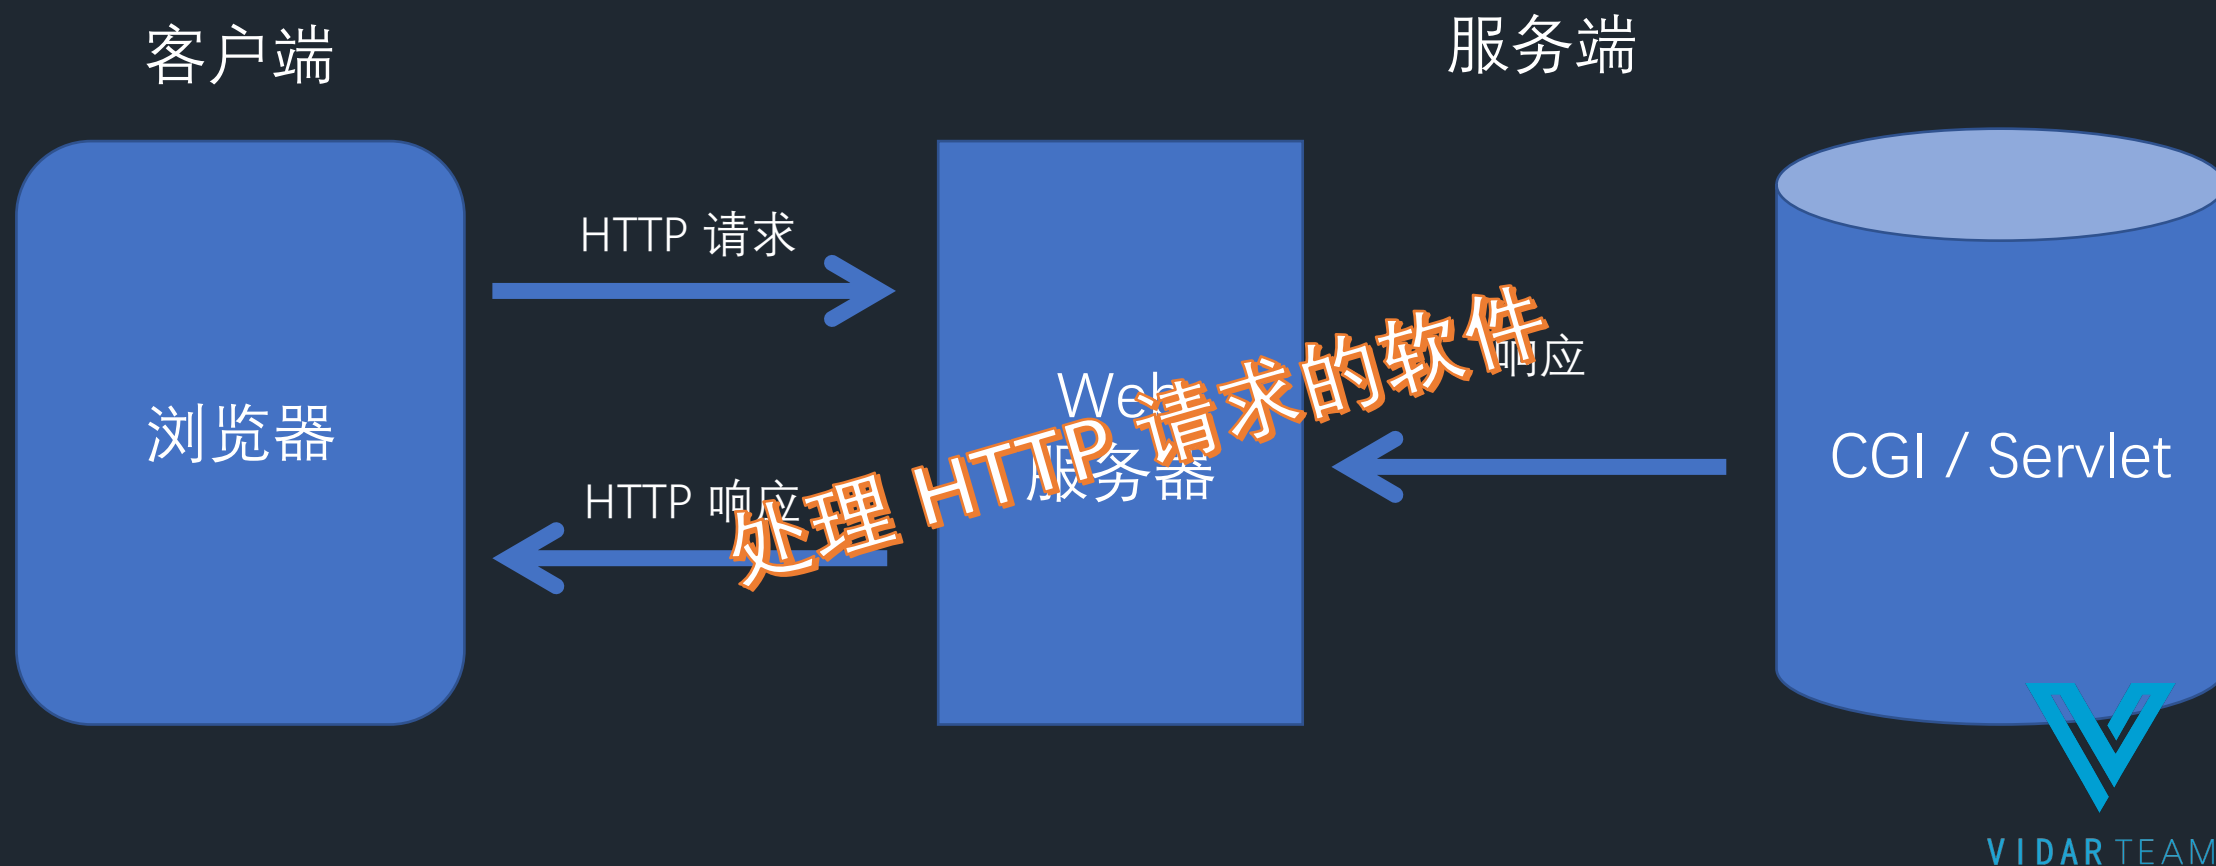 客户端
服务端
HTTP 请求
处理 HTTP 请求的软件
响应
Web
服务器
浏览器
CGI / Servlet
HTTP 响应
VIDAR TEAM